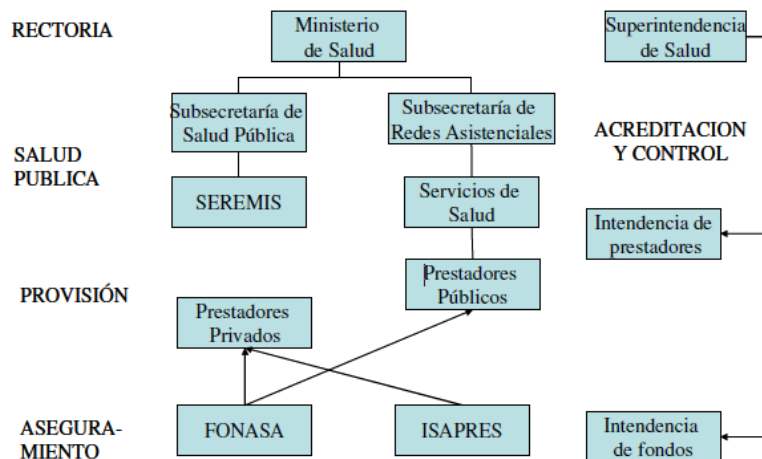 RECTORIA
Ministerio
de Salud
Superintendencia
de Salud
Subsecretaría de
Salud Pública
Subsecretaría de
Redes Asistenciales
ACREDITACION
Y CONTROL
SALUD
PUBLICA
SEREMIS
Servicios de
Salud
Intendencia de
prestadores
PROVISIÓN
Prestadores
Públicos
Prestadores
Privados
ASEGURA-
MIENTO
FONASA
ISAPRES
Intendencia
de fondos